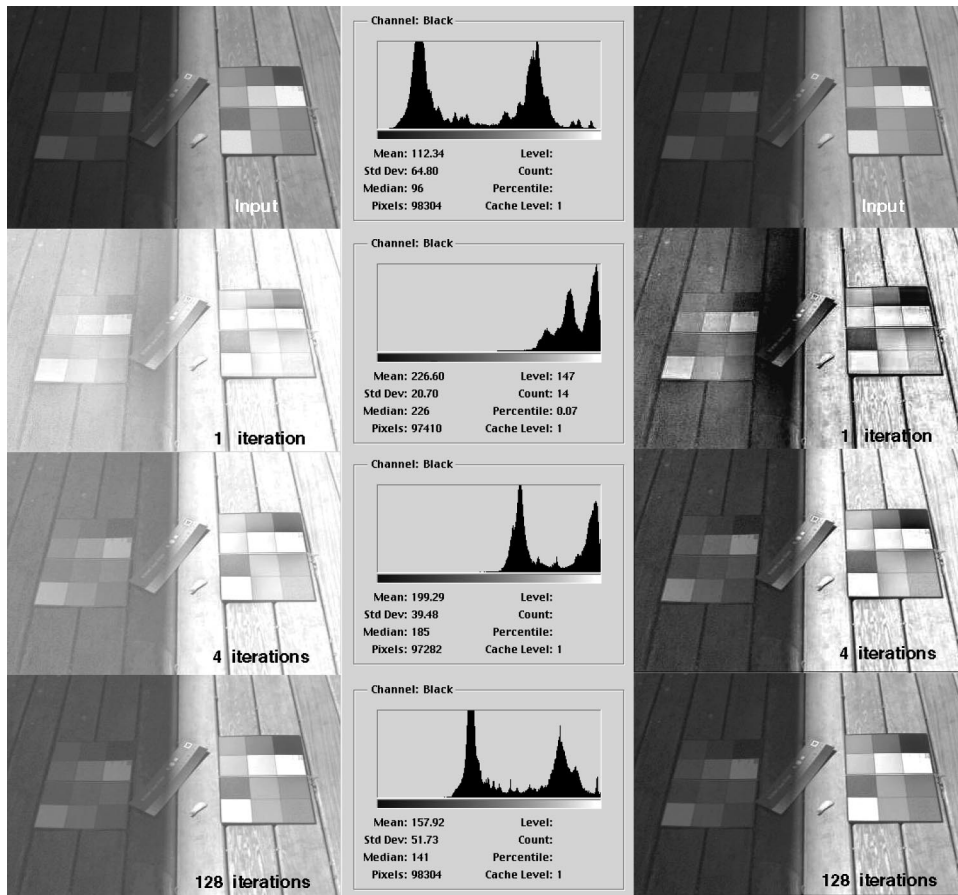 Channel: Black
Mean: 112.34 Level:
Std Dev: 64.80 Count:
Median: 96 Percentile:
Pixels: 98304 Cache Level: 1
Input
Input
Channel: Black
Mean: 226.60 Level: 147
Std Dev: 20.70 Count: 14
Median: 226 Percentile: 0.07
Pixels: 97410 Cache Level: 1
1 iteration
1 iteration
Channel: Black
Mean: 199.29 Level:
Std Dev: 39.48 Count:
Median: 185 Percentile:
Pixels: 97282 Cache Level: 1
4 iterations
4 iterations
Channel: Black
Mean: 157.92 Level:
Std Dev: 51.73 Count:
Median: 141 Percentile:
Pixels: 98304 Cache Level: 1
128 iterations
128 iterations